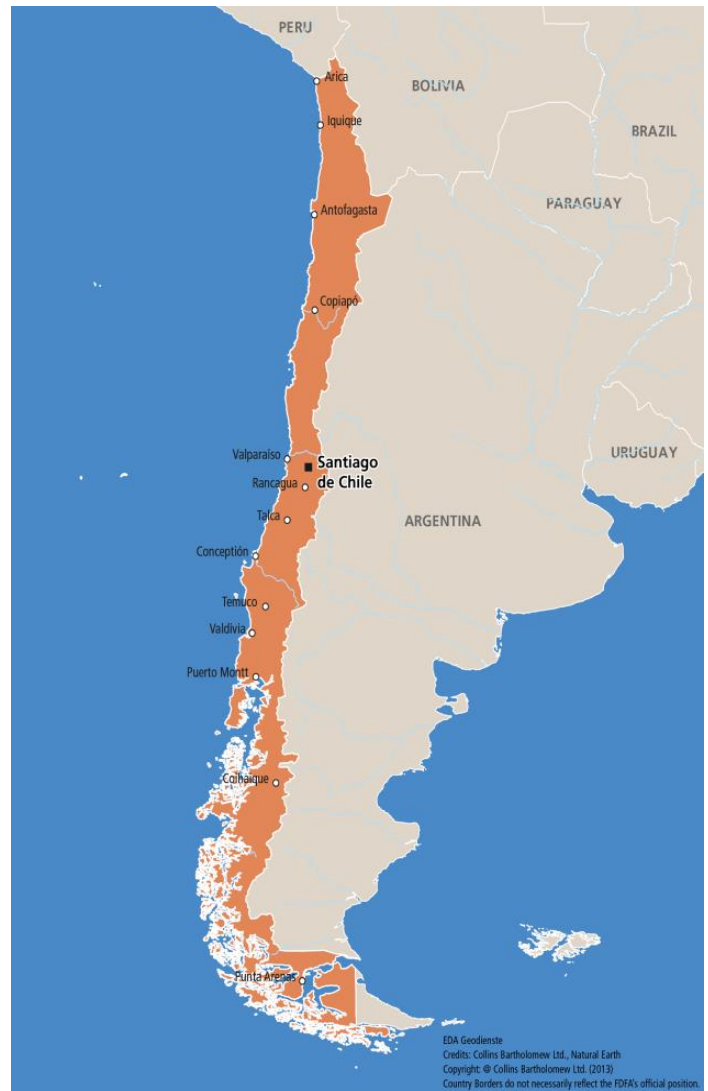 PERU
BOLIVIA
Arica
Iquique
BRAZIL
PARAGUAY
Antofagasta
Copiapó
Valparaíso
Santiago
de Chile
URUGUAY
Rancagua
Talca
ARGENTINA
Conceptión
Temuco
Valdivia
Puerto Montt
Coihaique
Punta Arenas
EDA Geodienste
Credits: Collins Bartholomew Ltd., Natural Earth
Copyright: @ Collins Bartholomew Ltd. (2013)
Country Borders do not necessarily reflect the FDFA's official position.